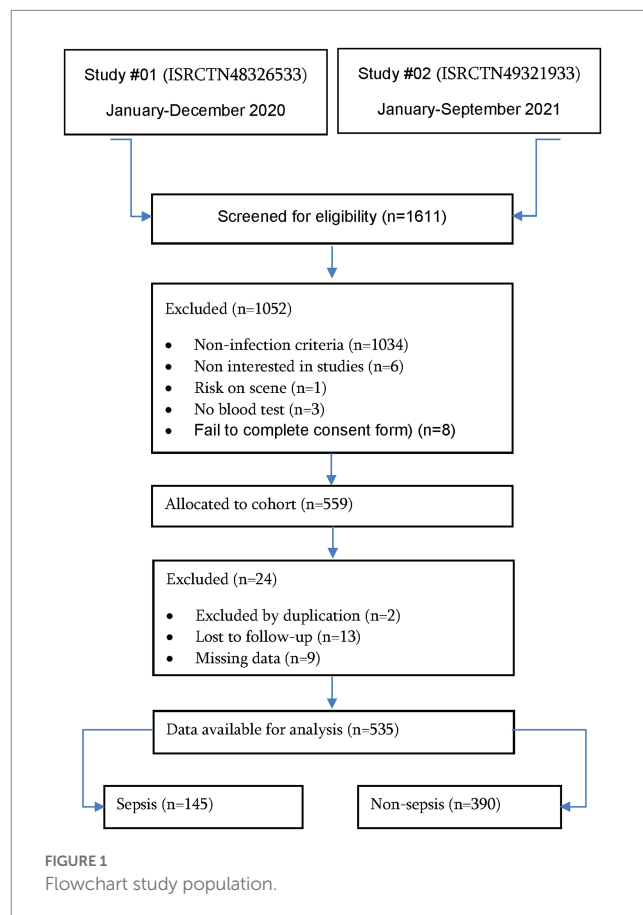 Study #01 (ISRCTN48326533)
January-December 2020
Study #02 (ISRCTN49321933)
January-September 2021
Screened for eligibility (n=1611)
Excluded (n=1052)
• Non-infection criteria (n=1034)
• Non interested in studies (n=6)
• Risk on scene (n=1)
• No blood test (n=3)
• Fail to complete consent form) (n=8)
Allocated to cohort (n=559)
Excluded (n=24)
• Excluded by duplication (n=2)
• Lost to follow-up (n=13)
• Missing data (n=9)
Data available for analysis (n=535)
Sepsis (n=145)
Non-sepsis (n=390)
FIGURE 1
Flowchart study population.